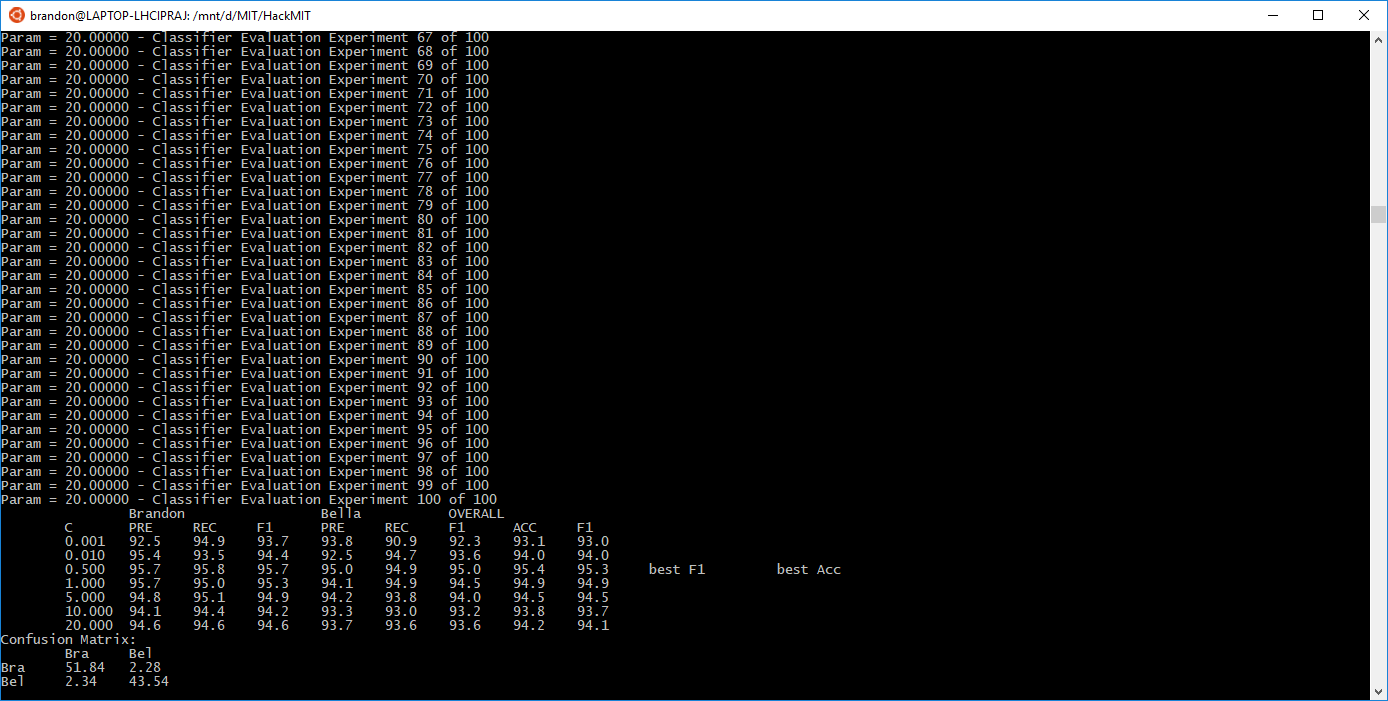 brandon@LAPTOP-LHCIPRAJ: /mnt/d/MIT/HackMIT
Param = 20.00000 - Classifier Evaluation Experiment 67 of 100
Param = 20.00000 - Classifier Evaluation Experiment 68 of 100
Param = 20.00000 - Classifier Evaluation Experiment 69 of 100
Param = 20.00000 - Classifier Evaluation Experiment 70 of 100
Param = 20.00000 - Classifier Evaluation Experiment 71 of 100
Param = 20.00000 - Classifier Evaluation Experiment 72 of 100
Param = 20.00000 - Classifier Evaluation Experiment 73 of 100
Param = 20.00000 - Classifier Evaluation Experiment 74 of 100
Param = 20.00000 - Classifier Evaluation Experiment 75 of 100
Param = 20.00000 - Classifier Evaluation Experiment 76 of 100
Param = 20.00000 - Classifier Evaluation Experiment 77 of 100
Param = 20.00000 - Classifier Evaluation Experiment 78 of 100
Param = 20.00000 - Classifier Evaluation Experiment 79 of 100
Param = 20.00000 - Classifier Evaluation Experiment 80 of 100
Param = 20.00000 - Classifier Evaluation Experiment 81 of 100
Param = 20.00000 - Classifier Evaluation Experiment 82 of 100
Param = 20.00000 - Classifier Evaluation Experiment 83 of 100
Param = 20.00000 - Classifier Evaluation Experiment 84 of 100
Param = 20.00000 - Classifier Evaluation Experiment 85 of 100
Param = 20.00000 - Classifier Evaluation Experiment 86 of 100
Param = 20.00000 - Classifier Evaluation Experiment 87 of 100
Param = 20.00000 - Classifier Evaluation Experiment 88 of 100
Param = 20.00000 - Classifier Evaluation Experiment 89 of 100
Param = 20.00000 - Classifier Evaluation Experiment 90 of 100
Param = 20.00000 - Classifier Evaluation Experiment 91 of 100
Param = 20.00000 - Classifier Evaluation Experiment 92 of 100
Param = 20.00000 - Classifier Evaluation Experiment 93 of 100
Param = 20.00000 - Classifier Evaluation Experiment 94 of 100
Param = 20.00000 - Classifier Evaluation Experiment 95 of 100
Param = 20.00000 - Classifier Evaluation Experiment 96 of 100
Param = 20.00000 - Classifier Evaluation Experiment 97 of 100
Param = 20.00000 - Classifier Evaluation Experiment 98 of 100
Param = 20.00000 - Classifier Evaluation Experiment 99 of 100
Param = 20.00000 - Classifier Evaluation Experiment 100 of 100
Brandon Bella OVERALL
C PRE REC F1 PRE REC F1 ACC F1
0.001 92.5 94.9 93.7 93.8 90.9 92.3 93.1 93.0
0.010 95.4 93.5 94.4 92.5 94.7 93.6 94.0 94.0
0.500 95.7 95.8 95.7 95.0 94.9 95.0 95.4 95.3 best F1 best Acc
1.000 95.7 95.0 95.3 94.1 94.9 94.5 94.9 94.9
5.000 94.8 95.1 94.9 94.2 93.8 94.0 94.5 94.5
10.000 94.1 94.4 94.2 93.3 93.0 93.2 93.8 93.7
20.000 94.6 94.6 94.6 93.7 93.6 93.6 94.2 94.1
Confusion Matrix:
Bra Bel
Bra 51.84 2.28
Bel 2.34 43.54